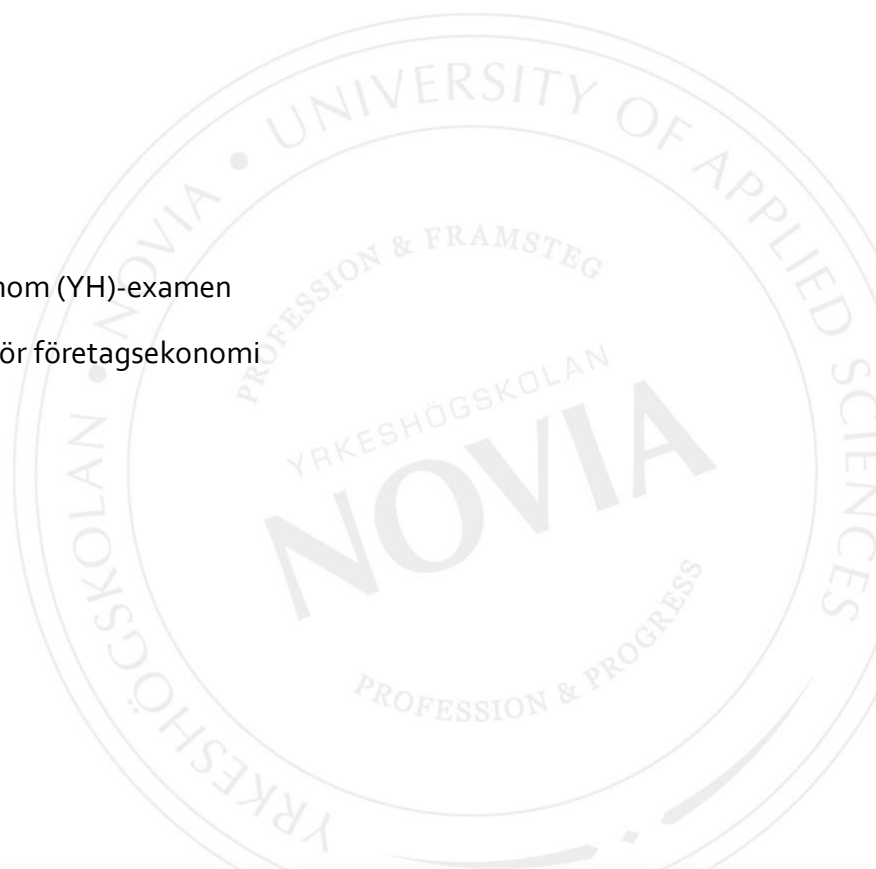 nom (YH)-examen
ör företagsekonomi
YRKESHÖGSKOLAN • NOVIA • UNIVERSITY OF APPLIED SCIENCES
PROFESSION & FRAMSTEG
YRKESHÖGSKOLAN
NOVIA
PROFESSION & PROGRESS